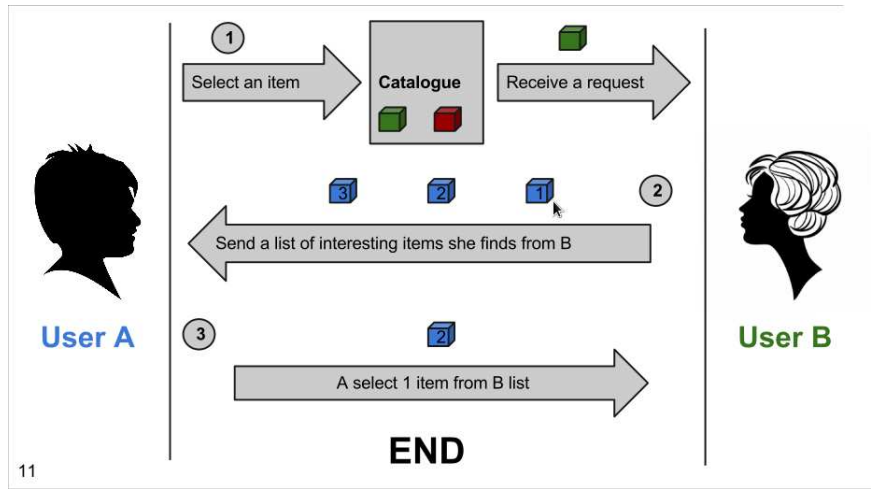 1
Select an item
Catalogue
Receive a request
3
2
1
2
Send a list of interesting items she finds from B
User A
3
2
User B
A select 1 item from B list
END
11